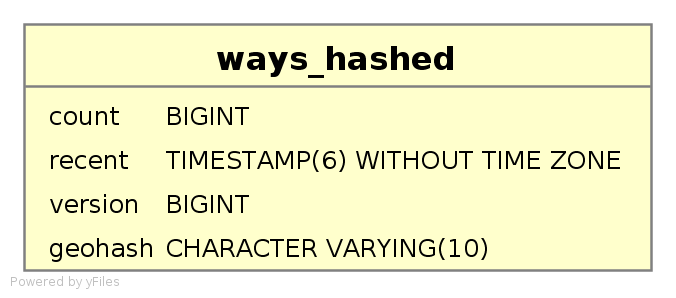 ways_hashed
count BIGINT
recent TIMESTAMP(6) WITHOUT TIME ZONE
version BIGINT
geohash CHARACTER VARYING(10)
Powered by yFiles